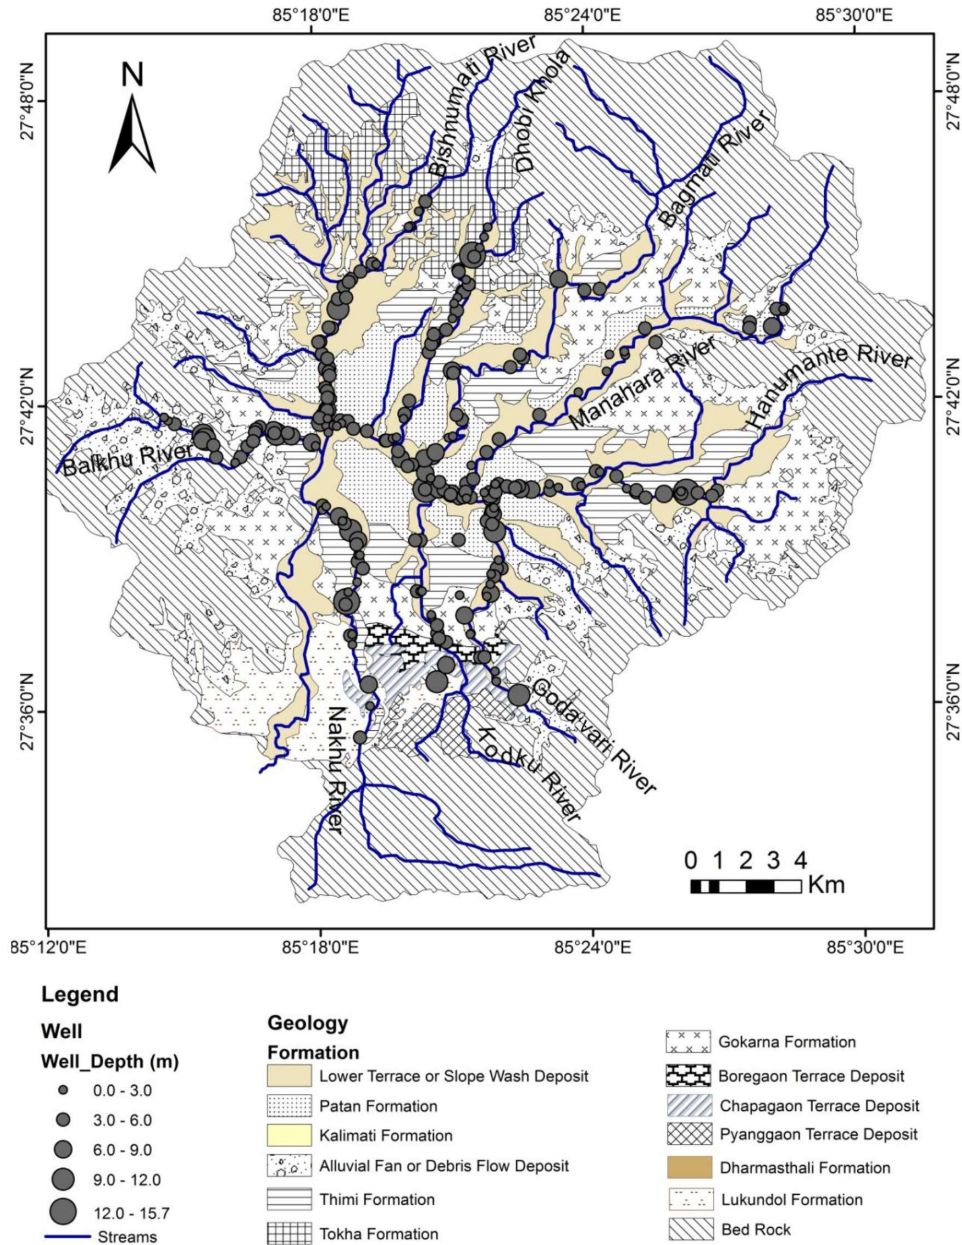 85°18'0"E 85°24'0"E 85°30'0"E
N
27°48'0"N
27°48'0"N
Bishnumati River
Dhobi Khola
Bagmati River
Manahara River
Hanumante River
27°42'0"N
27°42'0"N
Balkhu River
27°36'0"N
27°36'0"N
Nakhu River
Kodku River
Goda'vari River
0 1 2 3 4
Km
85°12'0"E 85°18'0"E 85°24'0"E 85°30'0"E
Legend
Well
Well_Depth (m)
0.0 - 3.0
3.0 - 6.0
6.0 - 9.0
9.0 - 12.0
12.0 - 15.7
Streams
Geology
Formation
Lower Terrace or Slope Wash Deposit
Patan Formation
Kalimati Formation
Alluvial Fan or Debris Flow Deposit
Thimi Formation
Tokha Formation
Gokarna Formation
Boregaon Terrace Deposit
Chapagaon Terrace Deposit
Pyanggaon Terrace Deposit
Dharmasthali Formation
Lukundol Formation
Bed Rock